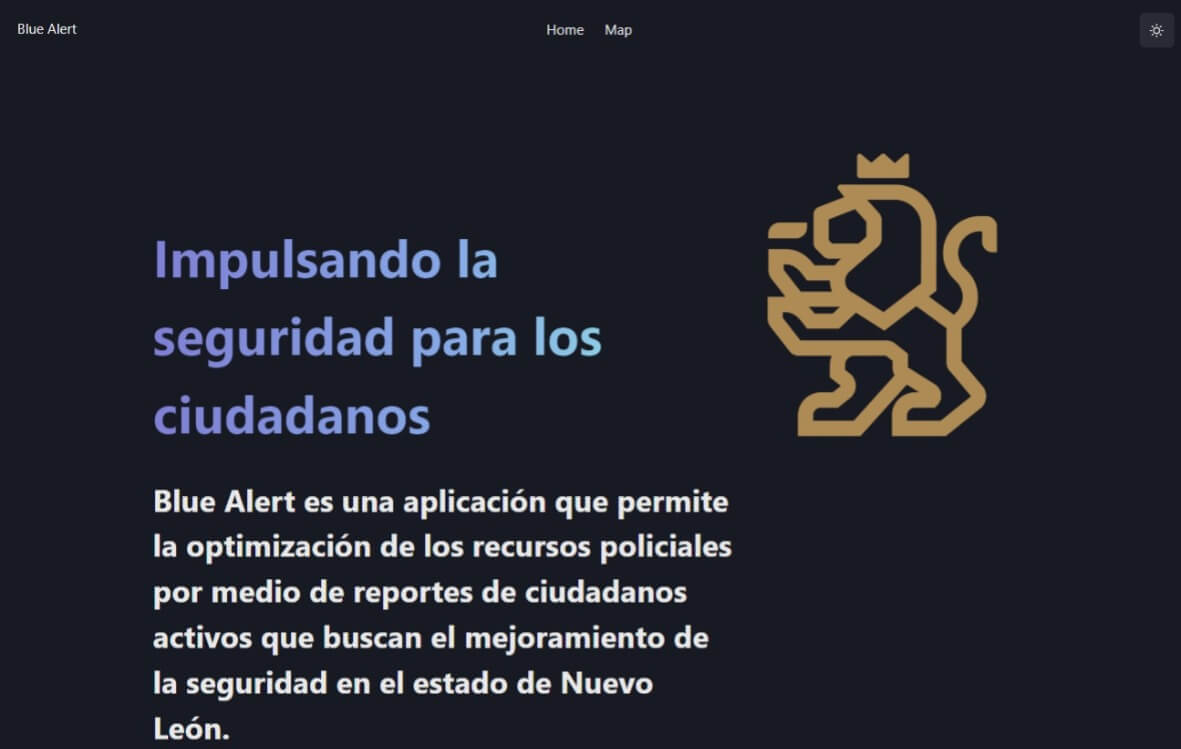 Blue Alert
Home Map
Impulsando la
seguridad para los
ciudadanos
Blue Alert es una aplicación que permite
la optimización de los recursos policiales
por medio de reportes de ciudadanos
activos que buscan el mejoramiento de
la seguridad en el estado de Nuevo
León.